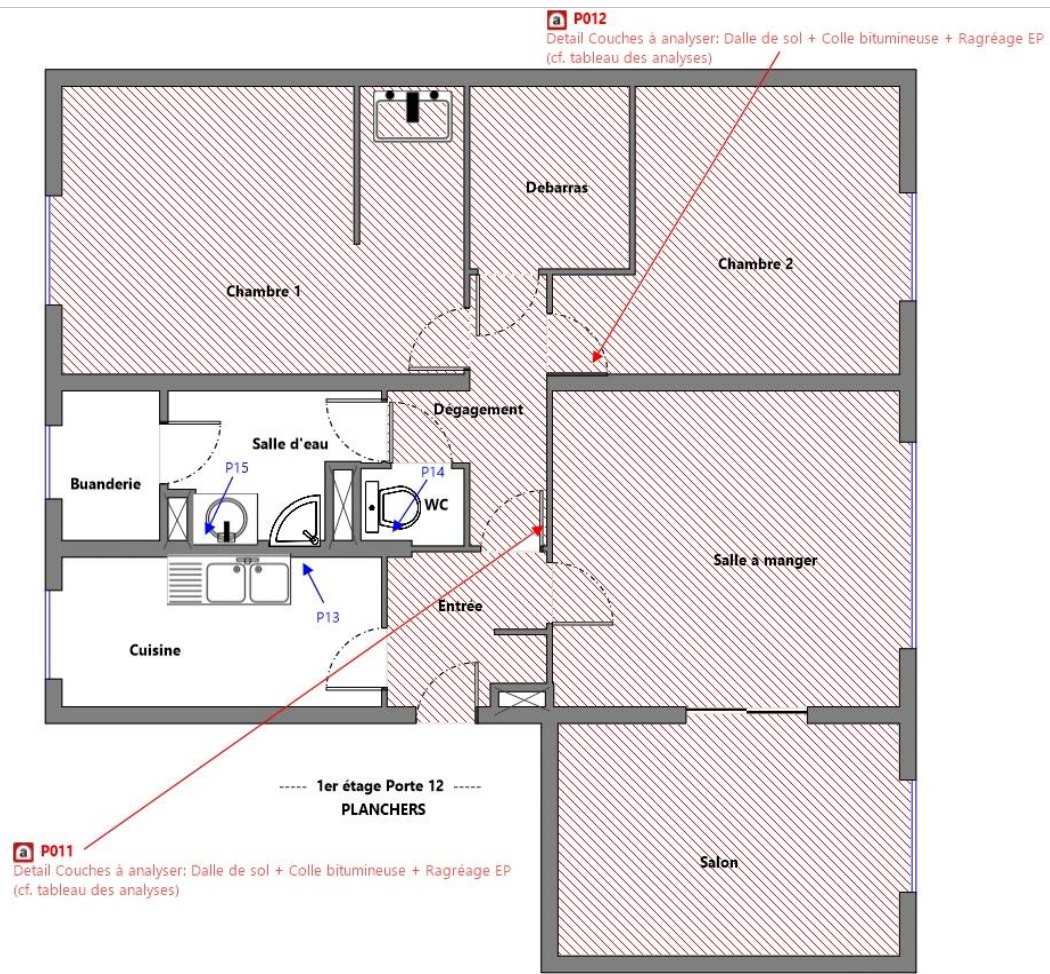 a P012
Detail Couches à analyser: Dalle de sol + Colle bitumineuse + Ragréage EP
(cf. tableau des analyses)
Debarras
Chambre 2
Chambre 1
Dégagement
Salle d'eau
P15
P14
Buanderie
WC
Salle a manger
Entrée
P13
Cuisine
----- 1er étage Porte 12 -----
PLANCHERS
a P011
Detail Couches à analyser: Dalle de sol + Colle bitumineuse + Ragréage EP
(cf. tableau des analyses)
Salon